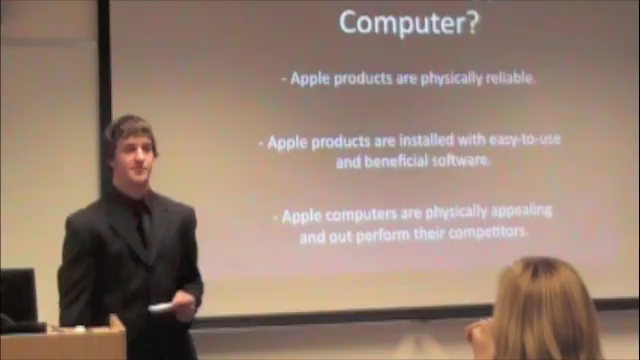 Computer?
- Apple products are physically reliable.
- Apple products are installed with easy-to-use
and beneficial software.
- Apple computers are physically appealing
and out perform their competitors.